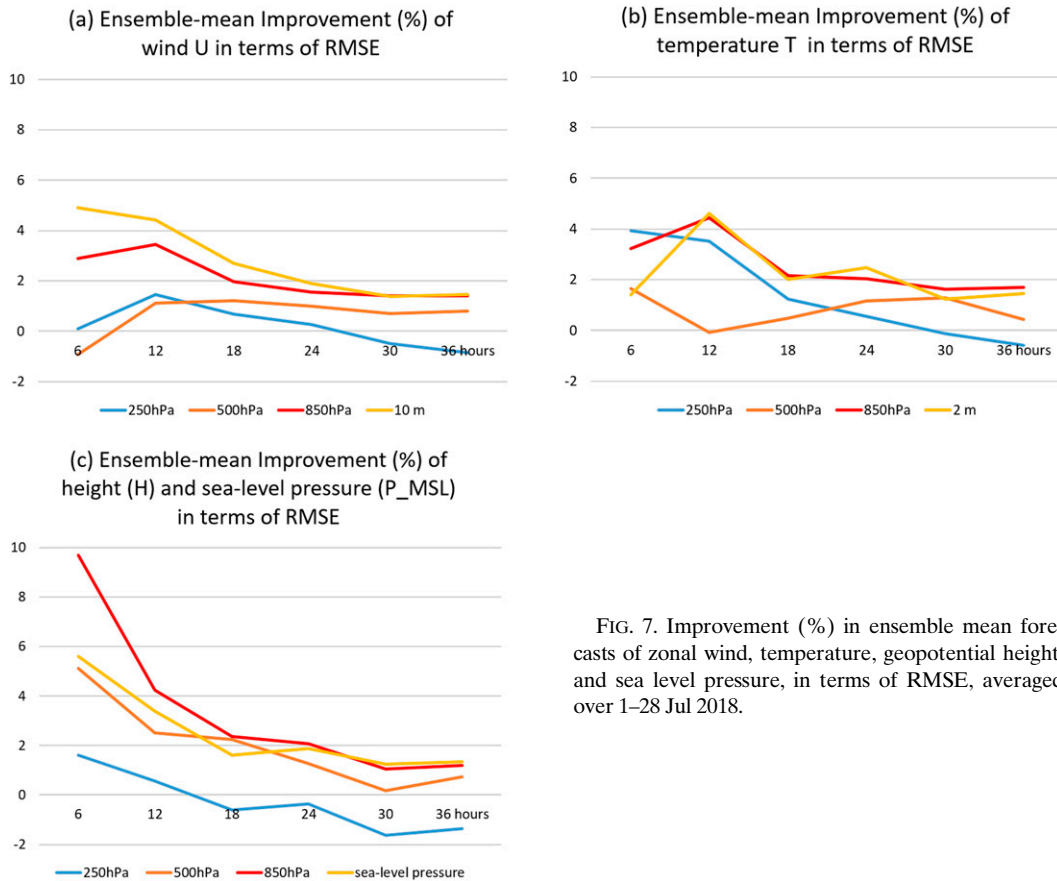 (a) Ensemble-mean Improvement (%) of
wind U in terms of RMSE
10
8
6
4
2
0
-2
6 12 18 24 30 36 hours
250hPa 500hPa 850hPa 10 m
(b) Ensemble-mean Improvement (%) of
temperature T in terms of RMSE
10
8
6
4
2
0
-2
6 12 18 24 30 36 hours
250hPa 500hPa 850hPa 2 m
(c) Ensemble-mean Improvement (%) of
height (H) and sea-level pressure (P_MSL)
in terms of RMSE
10
8
6
4
2
0
-2
6 12 18 24 30 36 hours
250hPa 500hPa 850hPa sea-level pressure
FIG. 7. Improvement (%) in ensemble mean fore-
casts of zonal wind, temperature, geopotential height
and sea level pressure, in terms of RMSE, averaged
over 1–28 Jul 2018.